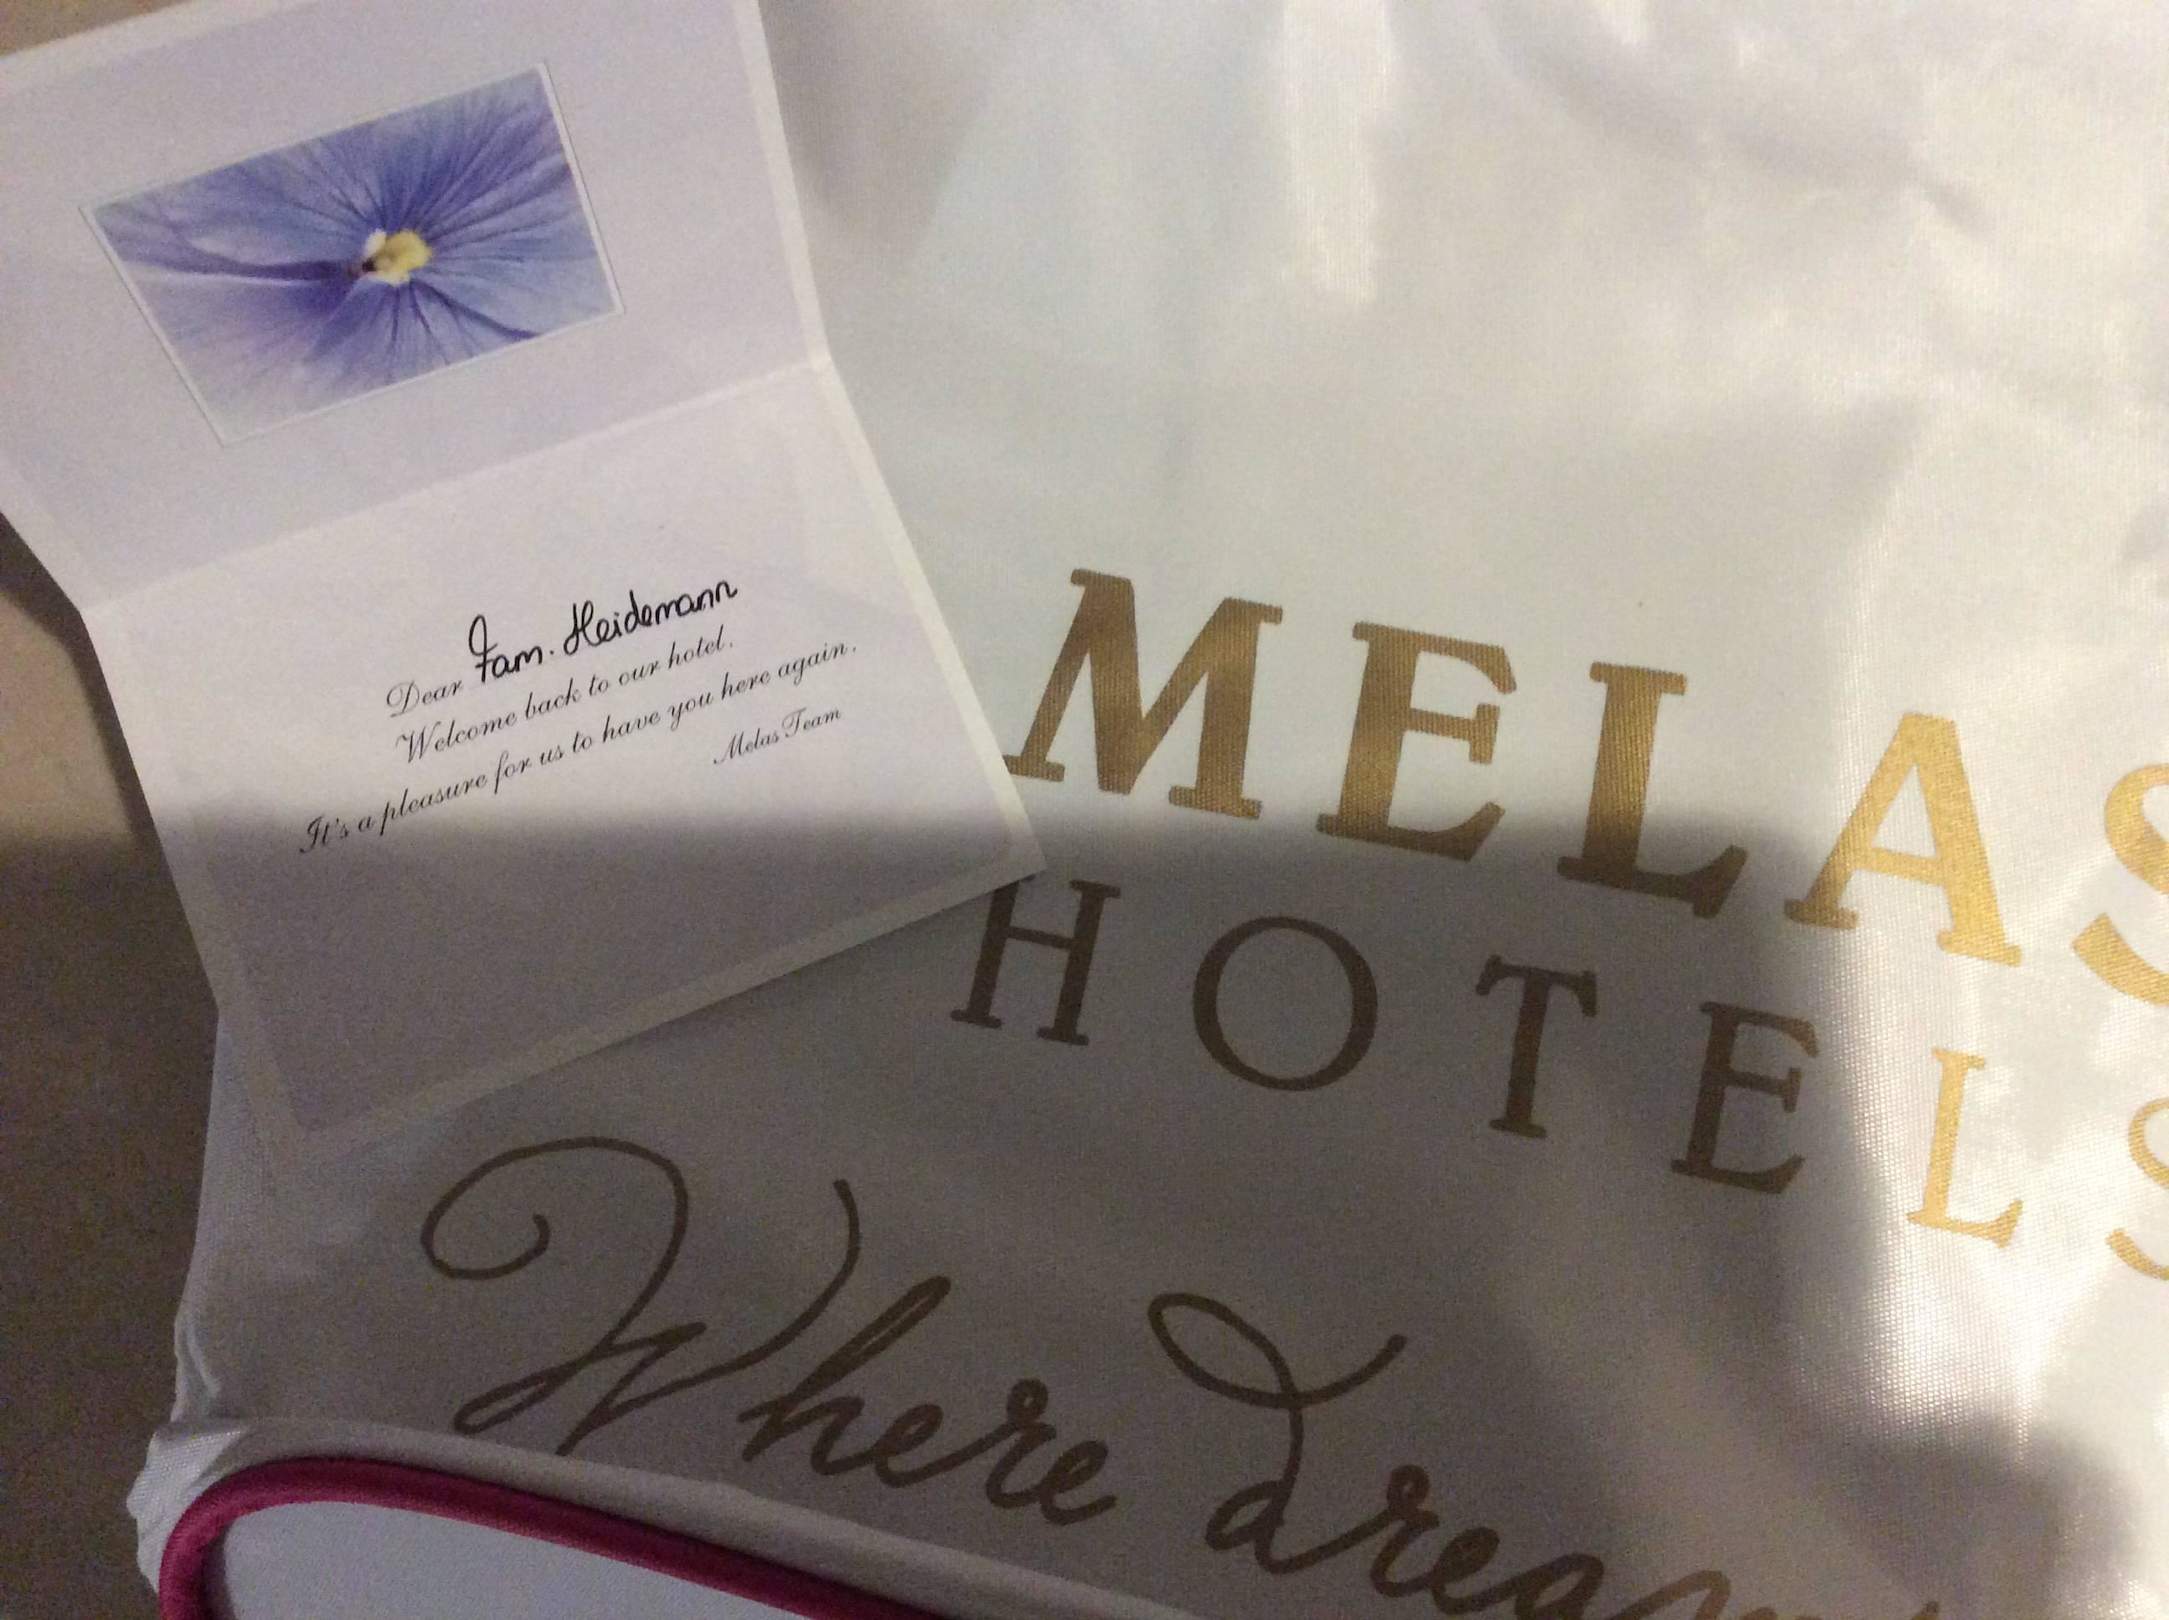 Dear Fam. Heidemann
Welcome back to our hotel.
It's a pleasure for us to have you here again.
Melas Team
MELAS
HOTELS
Where